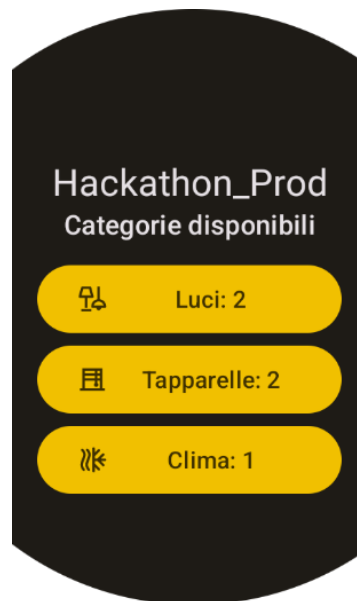 Hackathon_Prod
Categorie disponibili
Luci: 2
Tapparelle: 2
Clima: 1